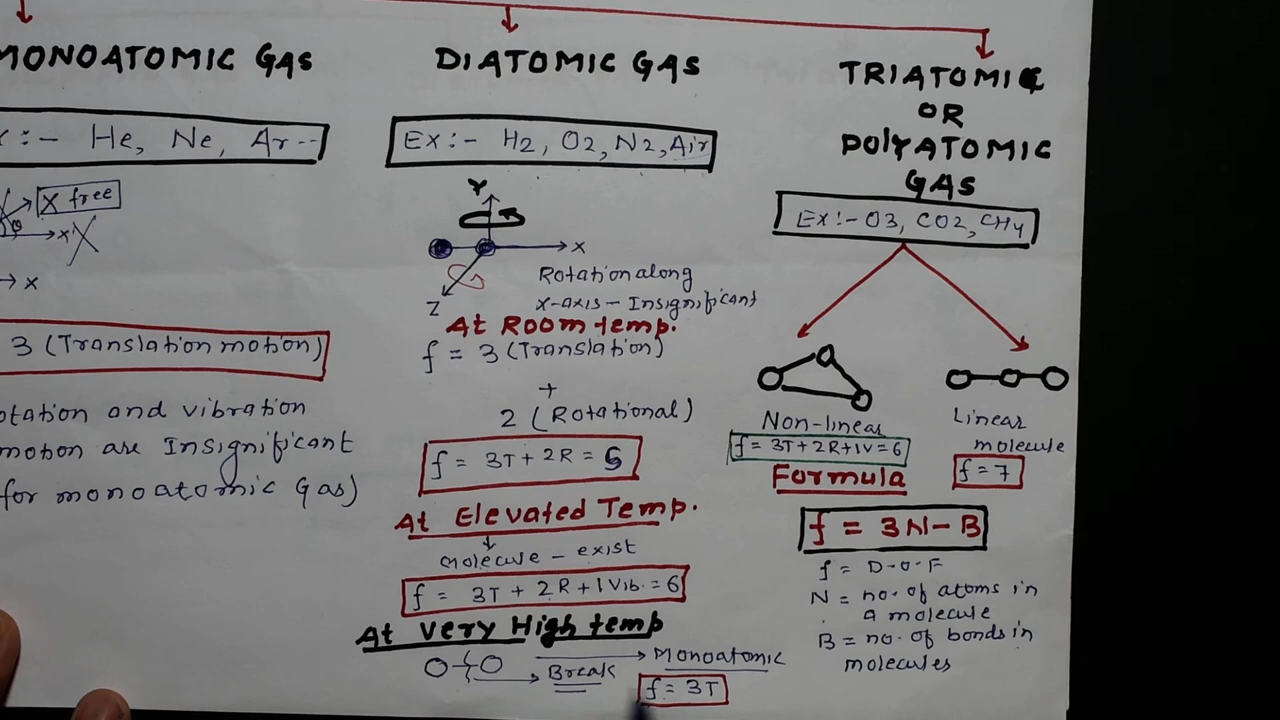 MONOATOMIC GAS
:- He, Ne, Ar--
X free
x
→ x
3 (Translation motion)
otation and vibration
motion are Insignificant
for monoatomic Gas)
DIATOMIC GAS
Ex:- H2, O2, N2, Air
Y
x
Z
Rotation along
x-axis - Insignificant
At Room temp.
f = 3 (Translation)
+
2 (Rotational)
f = 3T + 2R = 5
At Elevated Temp.
Molecule - exist
f = 3T + 2R + 1 Vib. = 6
At Very High temp
Break
Monoatomic
f = 3T
TRIATOMIC
OR
POLYATOMIC
GAS
Ex:- O3, CO2, CH4
Non-linear
f = 3T+2R+1V=6
Linear
molecule
f = 7
Formula
f = 3N - B
f = D.O.F
N = no. of atoms in
a molecule
B = no. of bonds in
molecules